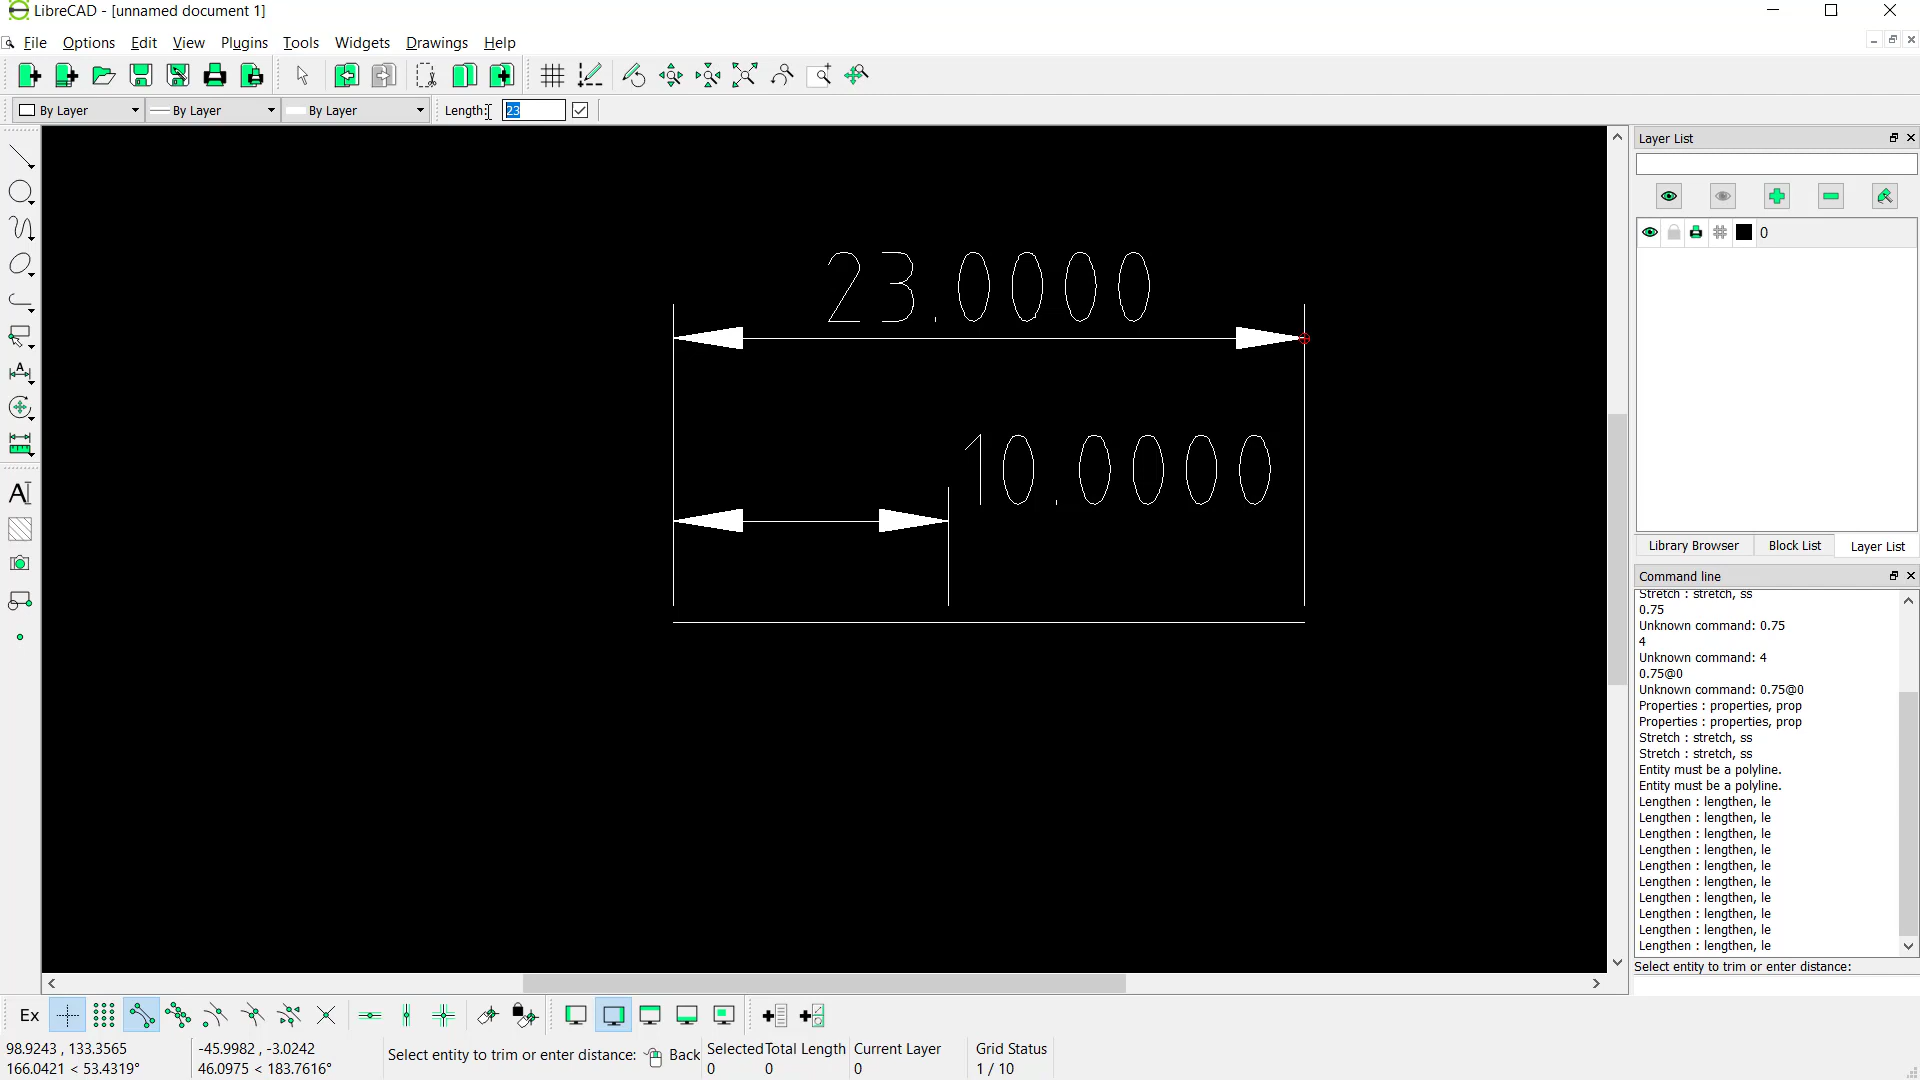 LibreCAD - [unnamed document 1]
File Options Edit View Plugins Tools Widgets Drawings Help
By Layer By Layer By Layer Length: 23
Layer List
0
23.0000
10.0000
Library Browser Block List Layer List
Command line
Stretch : stretch, ss
0.75
Unknown command: 0.75
4
Unknown command: 4
0.75@0
Unknown command: 0.75@0
Properties : properties, prop
Properties : properties, prop
Stretch : stretch, ss
Stretch : stretch, ss
Entity must be a polyline.
Entity must be a polyline.
Lengthen : lengthen, le
Lengthen : lengthen, le
Lengthen : lengthen, le
Lengthen : lengthen, le
Lengthen : lengthen, le
Lengthen : lengthen, le
Lengthen : lengthen, le
Lengthen : lengthen, le
Lengthen : lengthen, le
Lengthen : lengthen, le
Select entity to trim or enter distance:
Ex
98.9243 , 133.3565 -45.9982 , -3.0242 Select entity to trim or enter distance: Back Selected Total Length Current Layer Grid Status
166.0421 < 53.4319° 46.0975 < 183.7616° 0 0 0 1 / 10